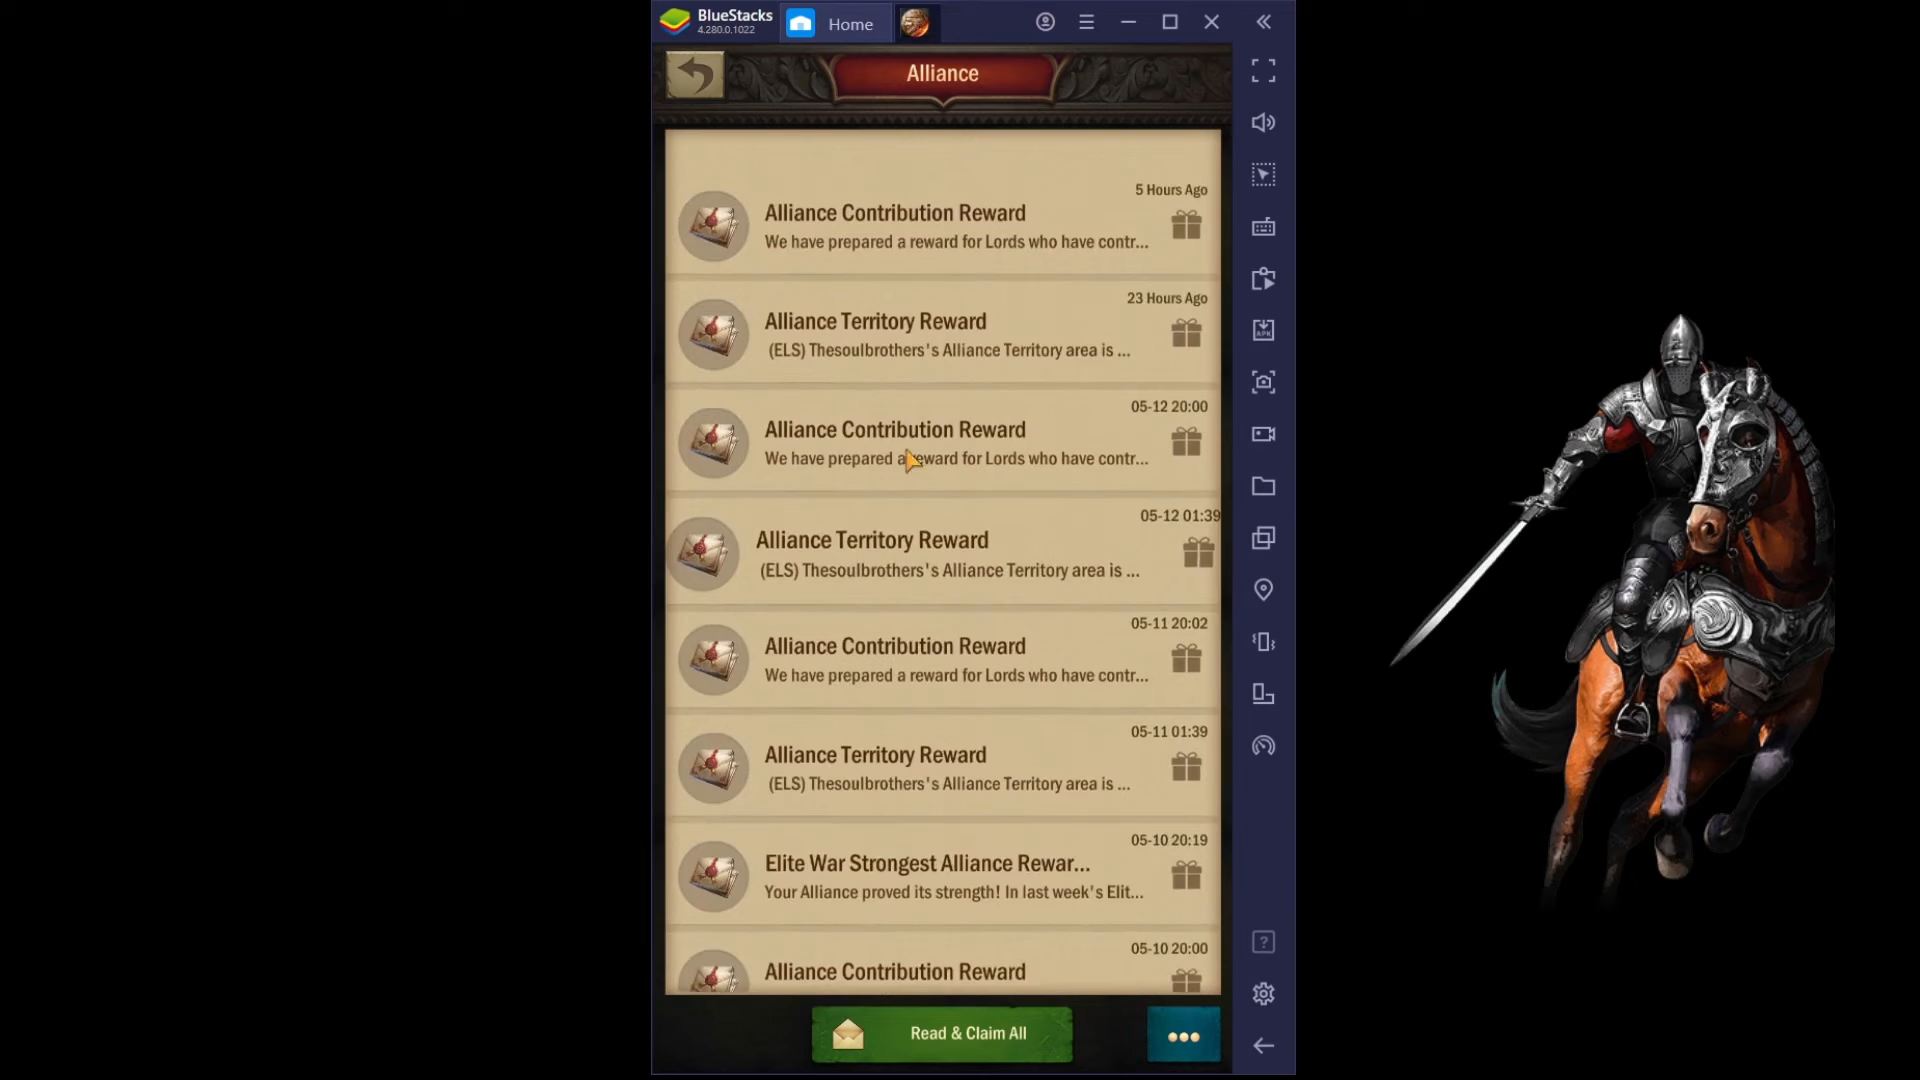 BlueStacks
4.280.0.1022
Home
Alliance
5 Hours Ago
Alliance Contribution Reward
We have prepared a reward for Lords who have contr...
23 Hours Ago
Alliance Territory Reward
(ELS) Thesoulbrothers's Alliance Territory area is ...
05-12 20:00
Alliance Contribution Reward
We have prepared a reward for Lords who have contr...
05-12 01:39
Alliance Territory Reward
(ELS) Thesoulbrothers's Alliance Territory area is ...
05-11 20:02
Alliance Contribution Reward
We have prepared a reward for Lords who have contr...
05-11 01:39
Alliance Territory Reward
(ELS) Thesoulbrothers's Alliance Territory area is ...
05-10 20:19
Elite War Strongest Alliance Rewar...
Your Alliance proved its strength! In last week's Elit...
05-10 20:00
Alliance Contribution Reward
Read & Claim All